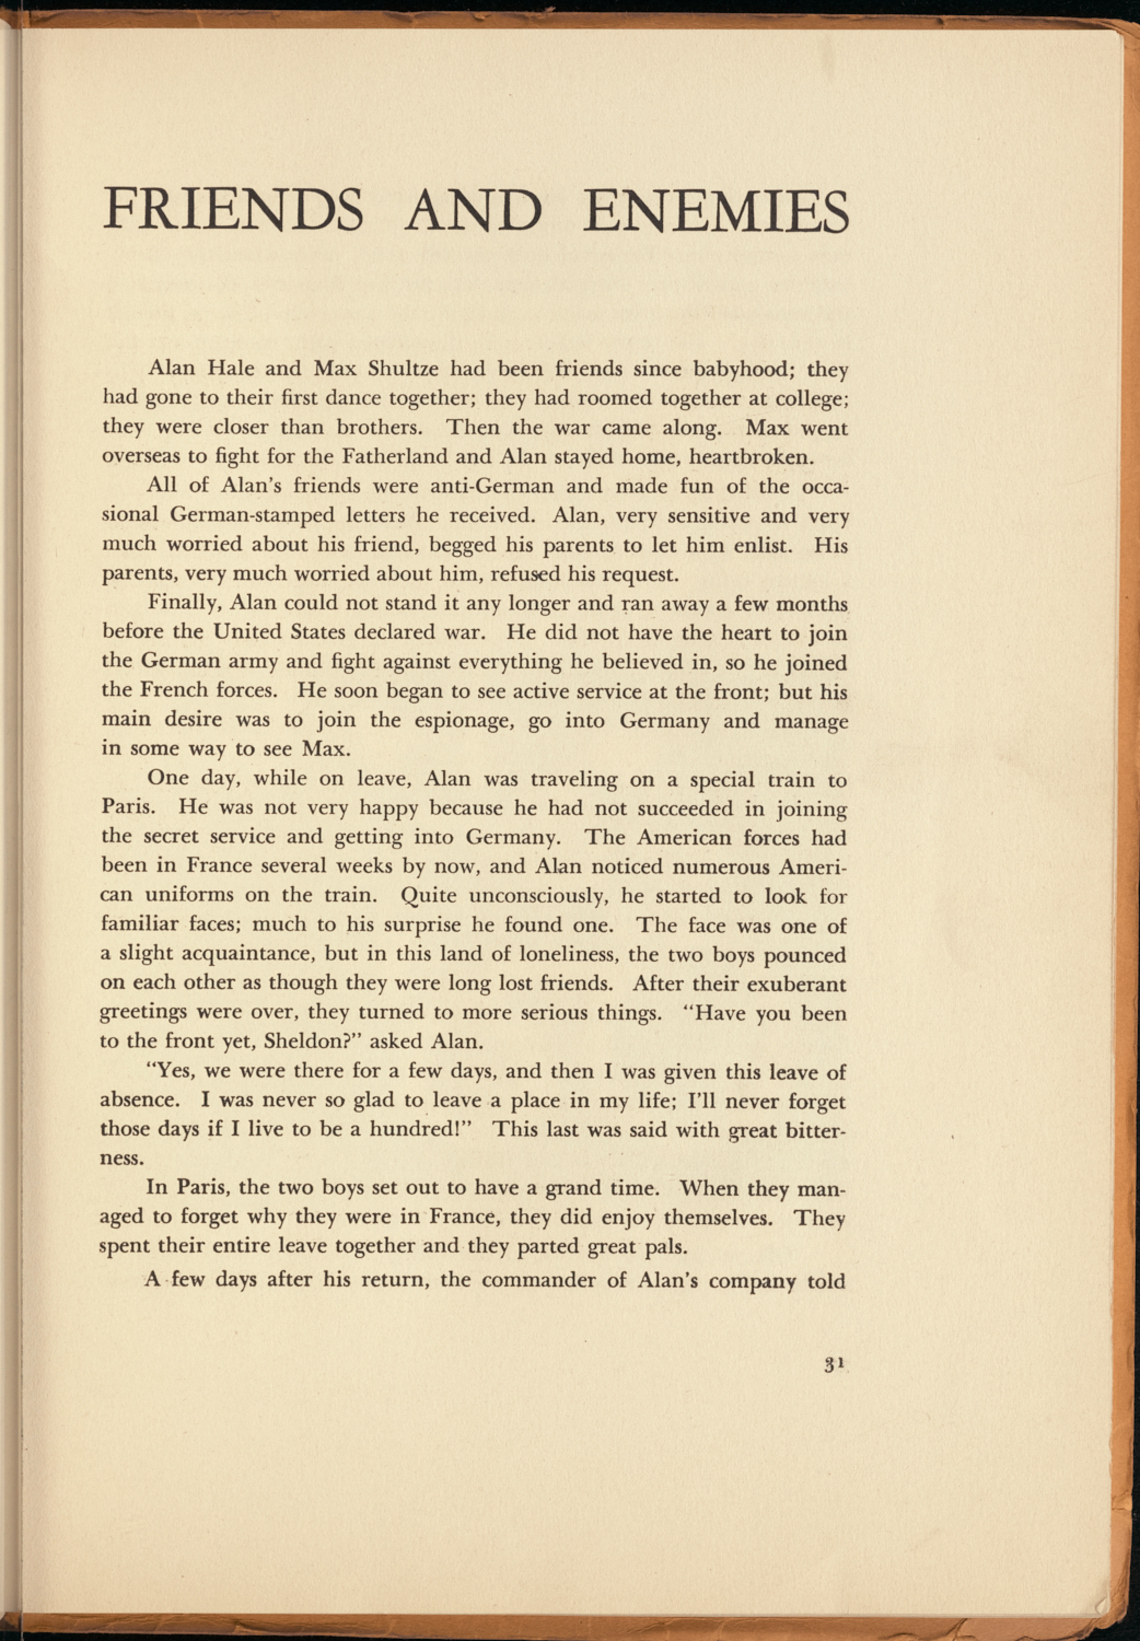 FRIENDS AND ENEMIES
Alan Hale and Max Shultze had been friends since babyhood; they
had gone to their first dance together; they had roomed together at college;
they were closer than brothers. Then the war came along. Max went
overseas to fight for the Fatherland and Alan stayed home, heartbroken.
All of Alan's friends were anti-German and made fun of the occa-
sional German-stamped letters he received. Alan, very sensitive and very
much worried about his friend, begged his parents to let him enlist. His
parents, very much worried about him, refused his request.
Finally, Alan could not stand it any longer and ran away a few months
before the United States declared war. He did not have the heart to join
the German army and fight against everything he believed in, so he joined
the French forces. He soon began to see active service at the front; but his
main desire was to join the espionage, go into Germany and manage
in some way to see Max.
One day, while on leave, Alan was traveling on a special train to
Paris. He was not very happy because he had not succeeded in joining
the secret service and getting into Germany. The American forces had
been in France several weeks by now, and Alan noticed numerous Ameri-
can uniforms on the train. Quite unconsciously, he started to look for
familiar faces; much to his surprise he found one. The face was one of
a slight acquaintance, but in this land of loneliness, the two boys pounced
on each other as though they were long lost friends. After their exuberant
greetings were over, they turned to more serious things. "Have you been
to the front yet, Sheldon?" asked Alan.
"Yes, we were there for a few days, and then I was given this leave of
absence. I was never so glad to leave a place in my life; I'll never forget
those days if I live to be a hundred!" This last was said with great bitter-
ness.
In Paris, the two boys set out to have a grand time. When they man-
aged to forget why they were in France, they did enjoy themselves. They
spent their entire leave together and they parted great pals.
A few days after his return, the commander of Alan's company told
31